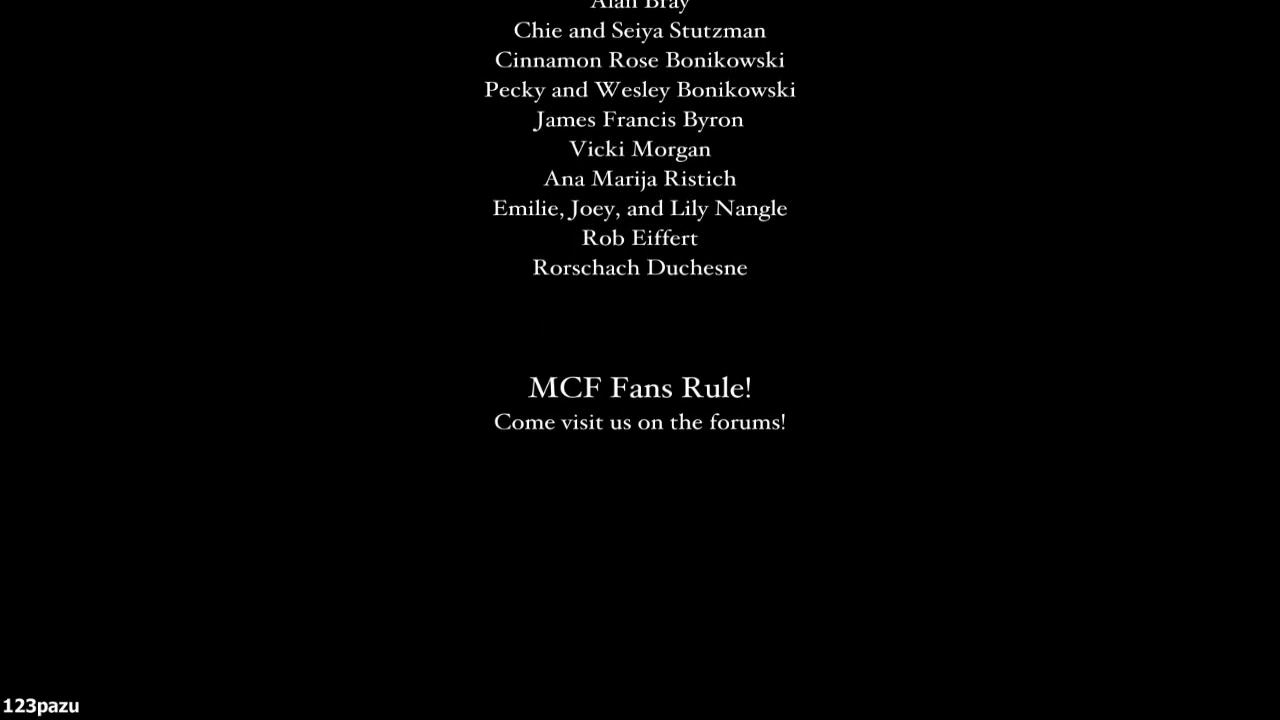 Alan Bray
Chie and Seiya Stutzman
Cinnamon Rose Bonikowski
Pecky and Wesley Bonikowski
James Francis Byron
Vicki Morgan
Ana Marija Ristich
Emilie, Joey, and Lily Nangle
Rob Eiffert
Rorschach Duchesne
MCF Fans Rule!
Come visit us on the forums!
123pazu